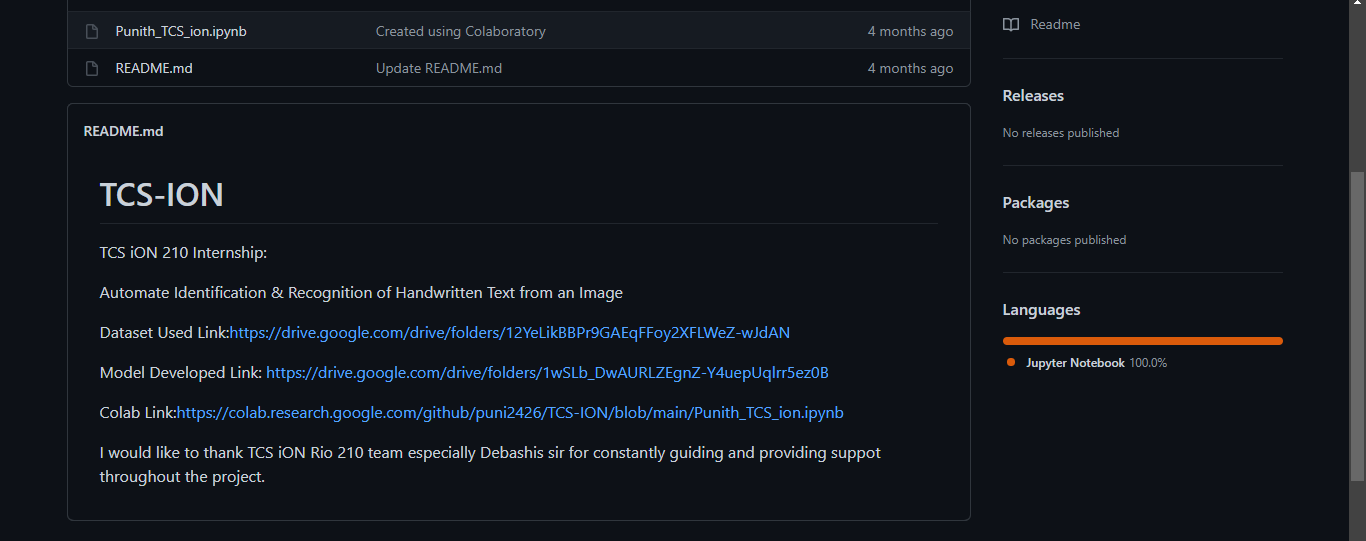 Punith_TCS_ion.ipynb Created using Colaboratory 4 months ago
README.md Update README.md 4 months ago
README.md
TCS-ION
TCS iON 210 Internship:
Automate Identification & Recognition of Handwritten Text from an Image
Dataset Used Link:https://drive.google.com/drive/folders/12YeLikBBPr9GAEqFFoy2XFLWeZ-wJdAN
Model Developed Link: https://drive.google.com/drive/folders/1wSLb_DwAURLZEgnZ-Y4uepUqlrr5ez0B
Colab Link:https://colab.research.google.com/github/puni2426/TCS-ION/blob/main/Punith_TCS_ion.ipynb
I would like to thank TCS iON Rio 210 team especially Debashis sir for constantly guiding and providing suppot
throughout the project.
Readme
Releases
No releases published
Packages
No packages published
Languages
Jupyter Notebook 100.0%